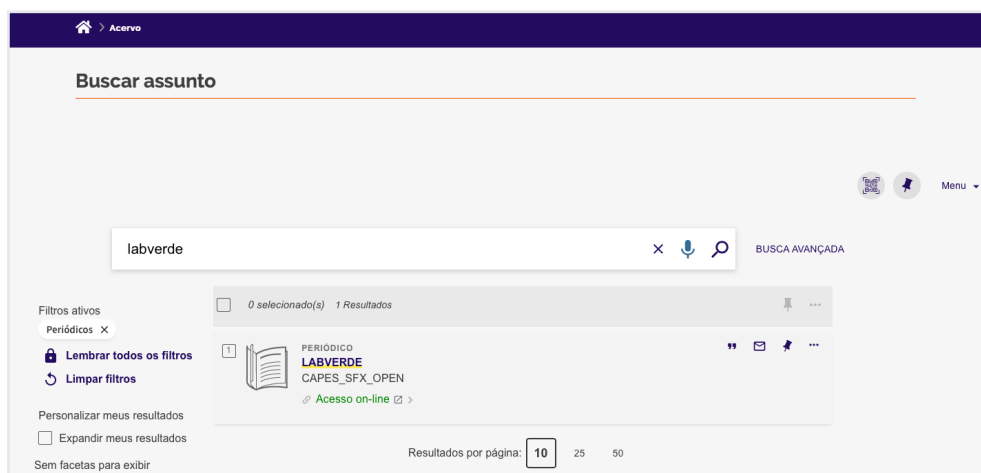 Acervo
Buscar assunto
Menu
labverde
BUSCA AVANÇADA
Filtros ativos
Periódicos
Lembrar todos os filtros
Limpar filtros
Personalizar meus resultados
Expandir meus resultados
Sem facetas para exibir
0 selecionado(s) 1 Resultados
1
PERIÓDICO
LABVERDE
CAPES_SFX_OPEN
Acesso on-line
Resultados por página: 10 25 50